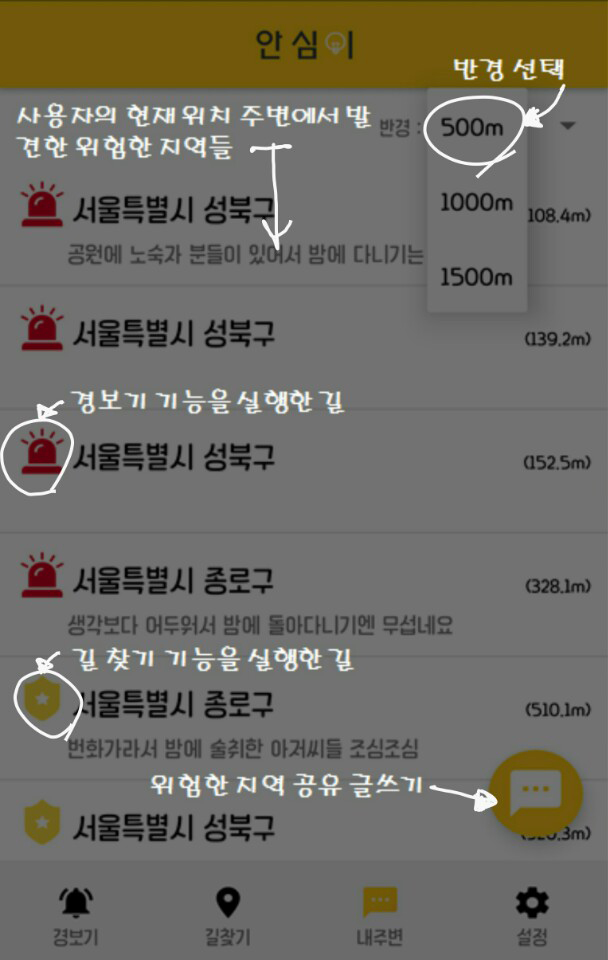 안심이
반경 선택
사용자의 현재 위치 주변에서 발
견한 위험한 지역들
반경 :
500m
1000m
1500m
서울특별시 성북구
108.4m)
공원에 노숙자 분들이 있어서 밤에 다니기는
서울특별시 성북구
(139.2m)
경보기 기능을 실행한 길
서울특별시 성북구
(152.5m)
서울특별시 종로구
(328.1m)
생각보다 어두워서 밤에 돌아다니기엔 무섭네요
길 찾기 기능을 실행한 길
서울특별시 종로구
(510.1m)
번화가라서 밤에 술취한 아저씨들 조심조심
위험한 지역 공유 글쓰기
서울특별시 성북구
경보기
길찾기
내주변
설정